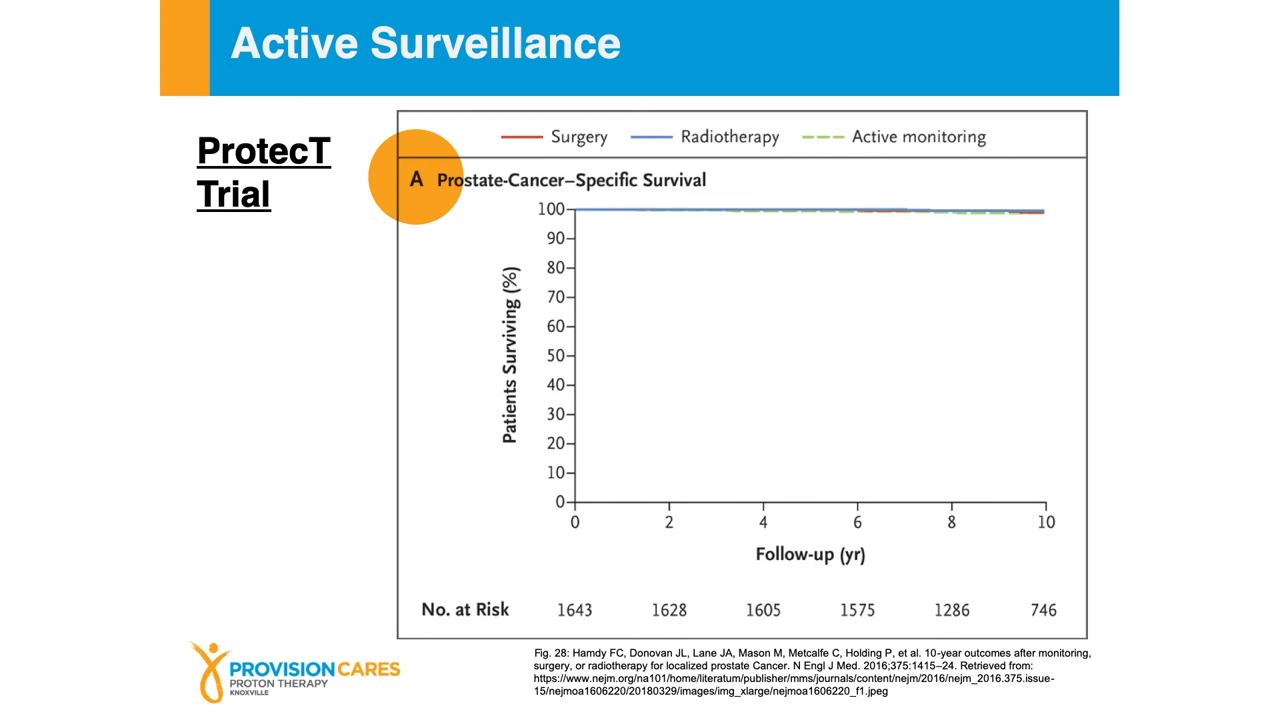 Active Surveillance
ProtecT
Trial
Surgery Radiotherapy Active monitoring
A Prostate-Cancer–Specific Survival
100
90
80
70
60
50
40
30
20
10
0
Patients Surviving (%)
0 2 4 6 8 10
Follow-up (yr)
No. at Risk 1643 1628 1605 1575 1286 746
PROVISION CARES
PROTON THERAPY
KNOXVILLE
Fig. 28: Hamdy FC, Donovan JL, Lane JA, Mason M, Metcalfe C, Holding P, et al. 10-year outcomes after monitoring,
surgery, or radiotherapy for localized prostate Cancer. N Engl J Med. 2016;375:1415–24. Retrieved from:
https://www.nejm.org/na101/home/literatum/publisher/mms/journals/content/nejm/2016/nejm_2016.375.issue-
15/nejmoa1606220/20180329/images/img_xlarge/nejmoa1606220_f1.jpeg